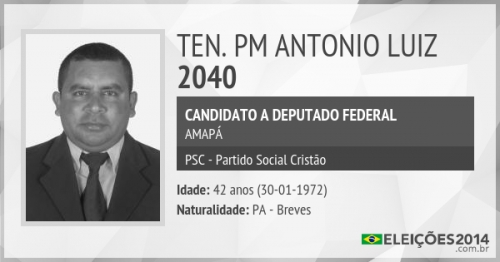 TEN. PM ANTONIO LUIZ
2040
CANDIDATO A DEPUTADO FEDERAL
AMAPÁ
PSC - Partido Social Cristão
Idade: 42 anos (30-01-1972)
Naturalidade: PA - Breves
ELEIÇÕES2014
.com.br